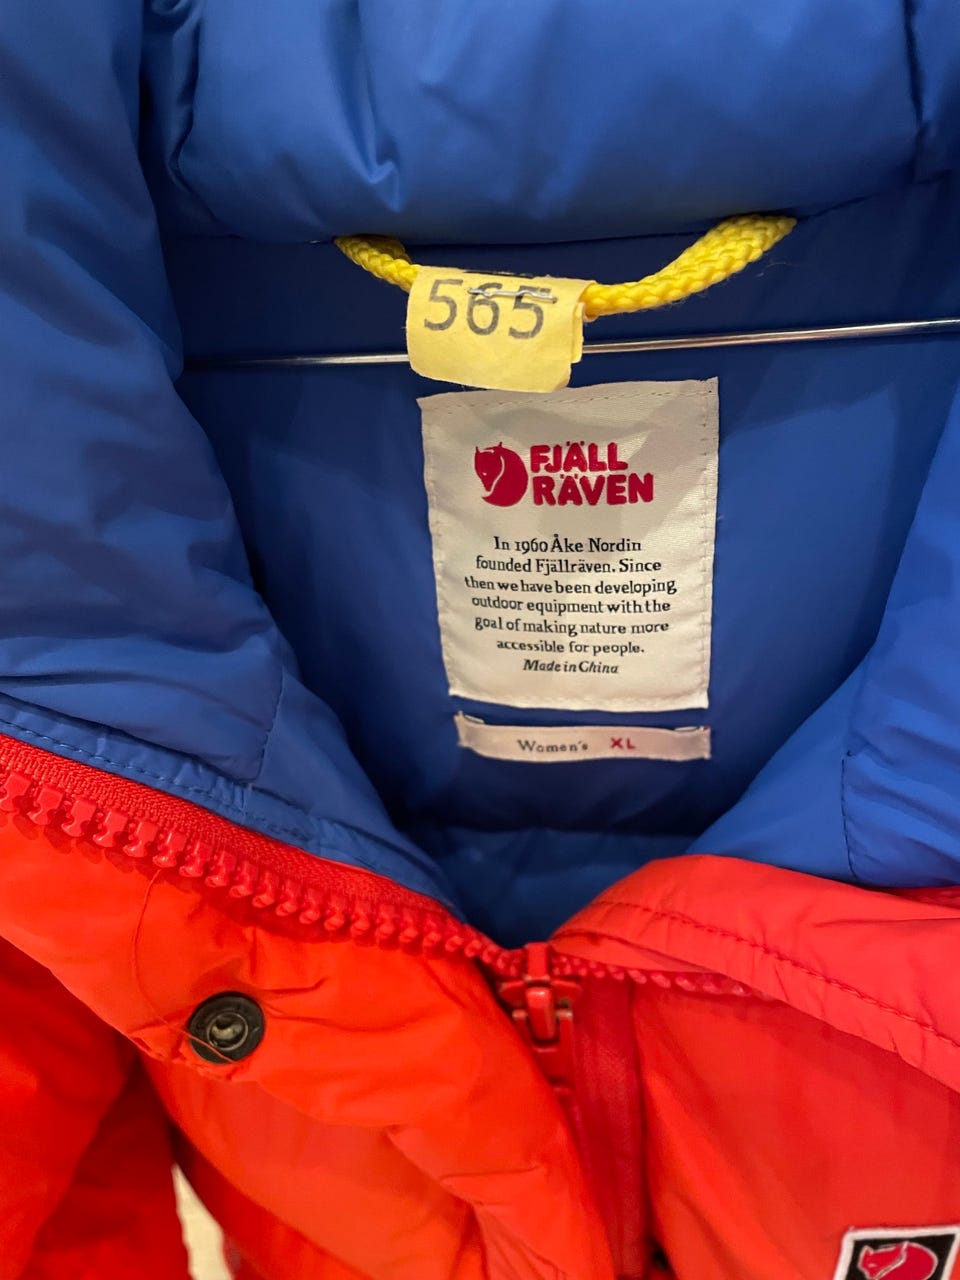 565
FJÄLL
RÄVEN
In 1960 Åke Nordin
founded Fjällräven. Since
then we have been developing
outdoor equipment with the
goal of making nature more
accessible for people.
Made in China
Women's XL